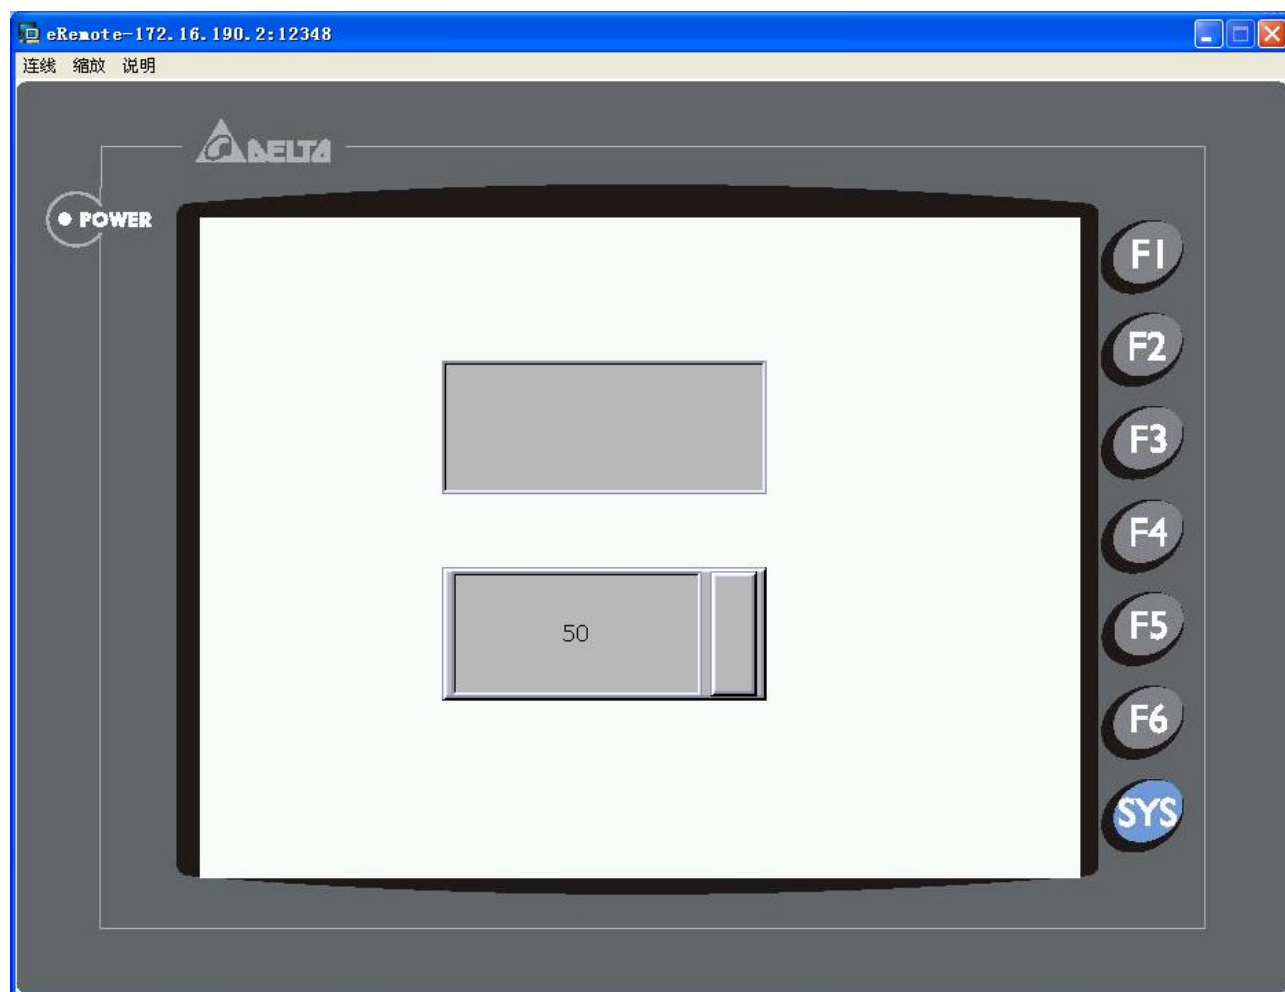 eRemote-172.16.190.2:12348
连线 缩放 说明
DELTA
POWER
F1
F2
F3
F4
50
F5
F6
SYS